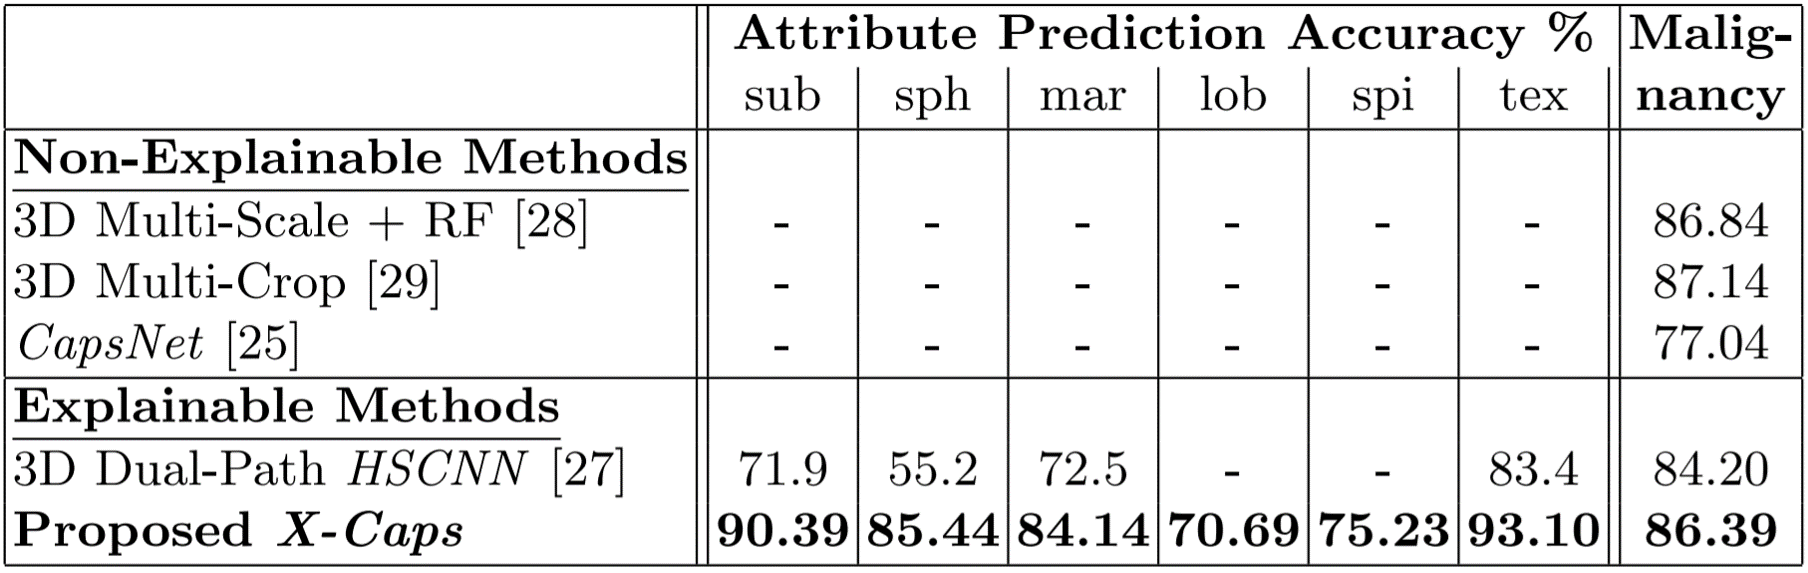 Attribute Prediction Accuracy % Malig-
sub sph mar lob spi tex nancy
Non-Explainable Methods
3D Multi-Scale + RF [28] - - - - - - 86.84
3D Multi-Crop [29] - - - - - - 87.14
CapsNet [25] - - - - - - 77.04
Explainable Methods
3D Dual-Path HSCNN [27] 71.9 55.2 72.5 - - 83.4 84.20
Proposed X-Caps 90.39 85.44 84.14 70.69 75.23 93.10 86.39